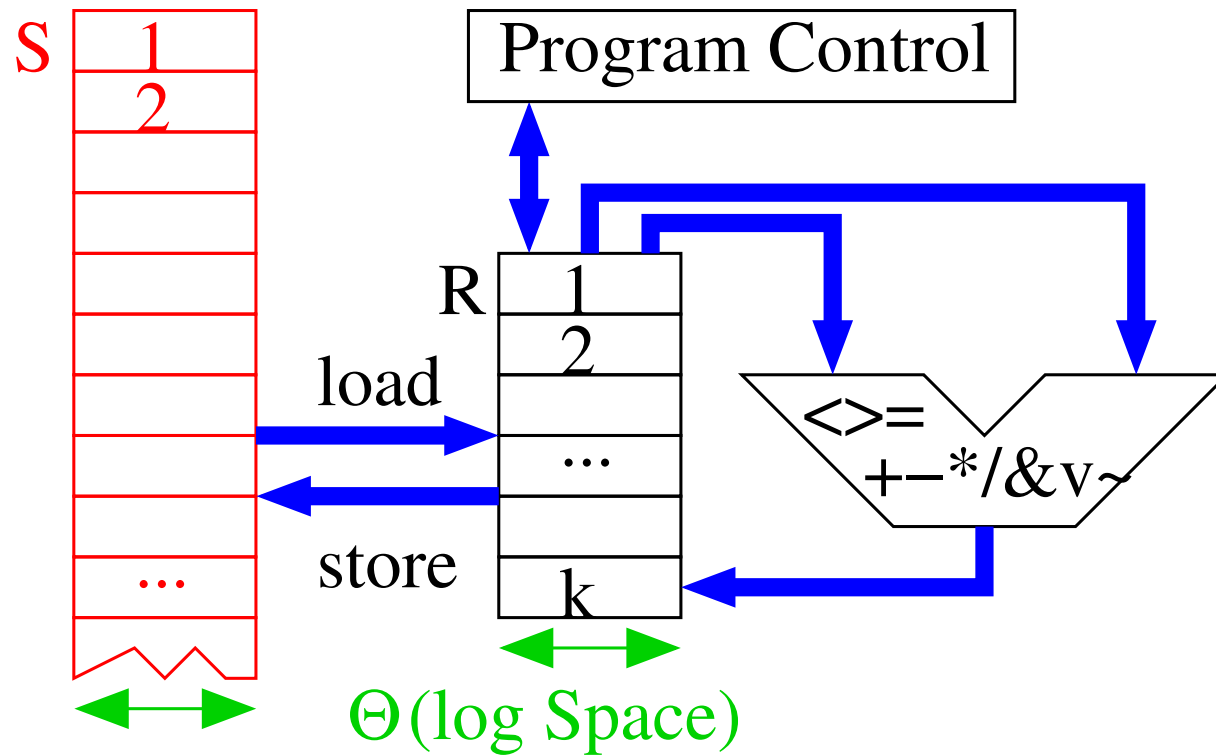 S
1
2
...
Program Control
R
1
2
...
k
load
store
<>=
+−*/&v~
Θ(log Space)